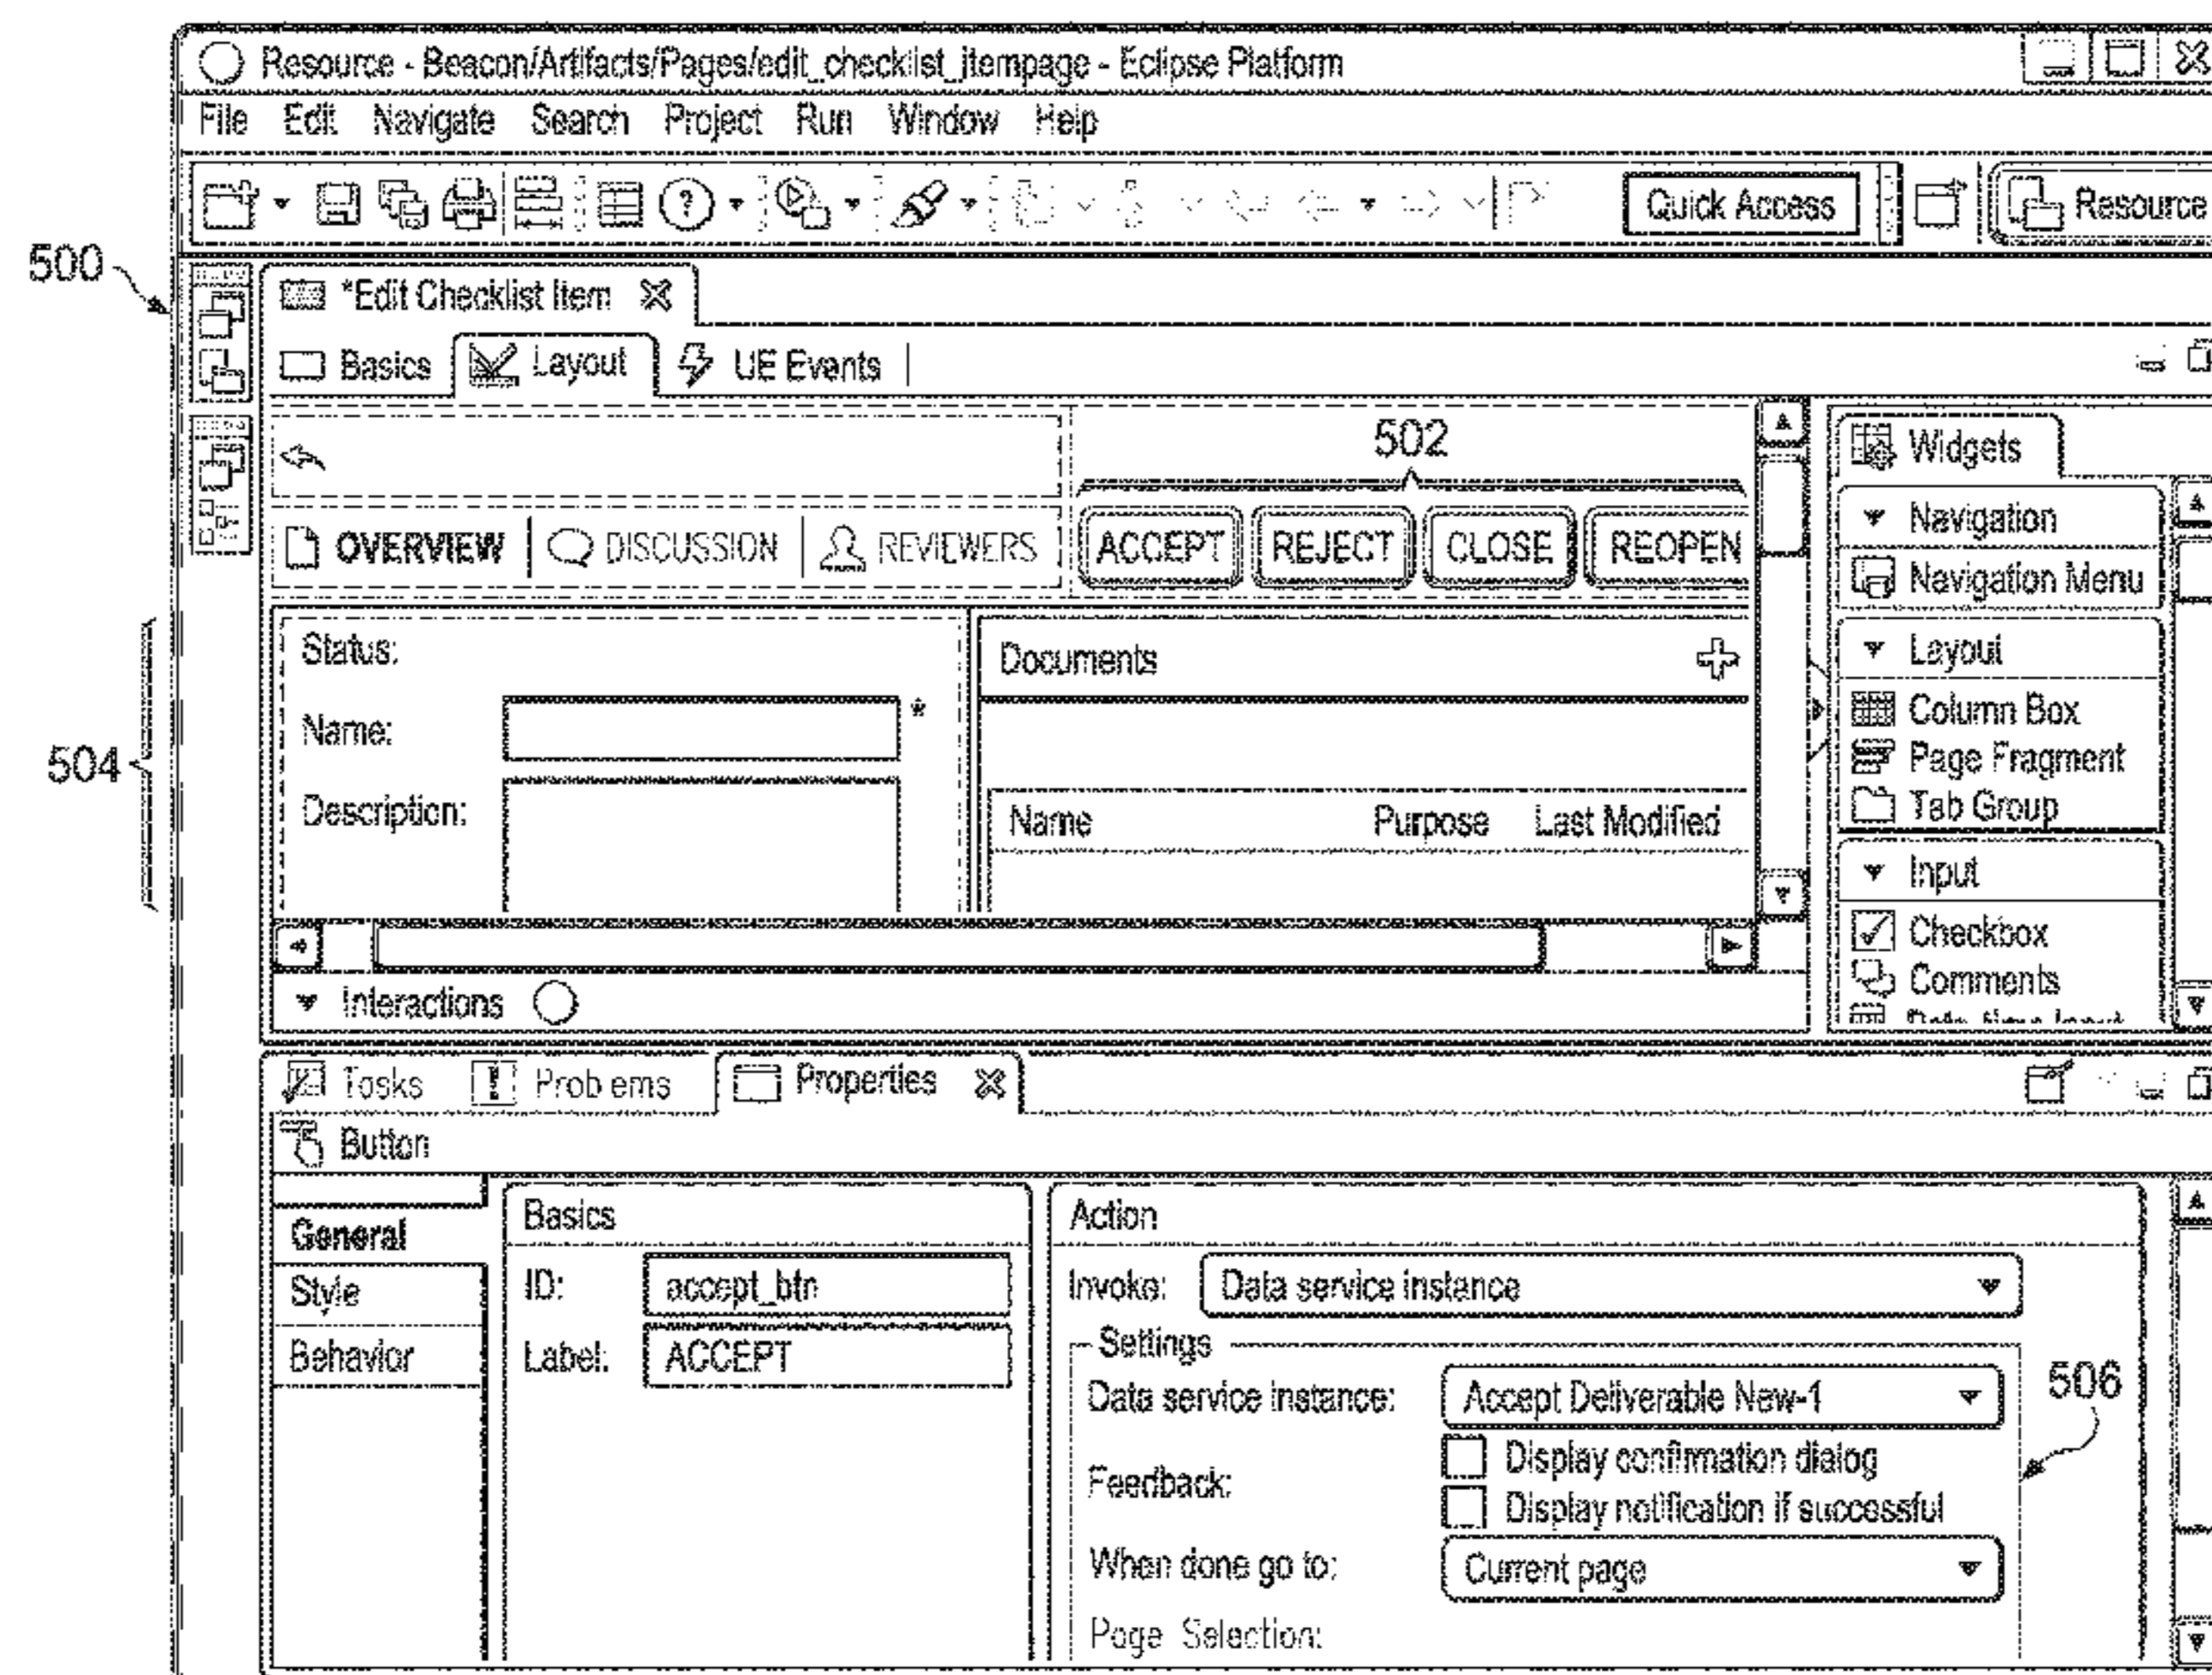 Resource - Beacon/Artifacts/Pages/edit_checklist_itempage - Eclipse Platform
File Edit Navigate Search Project Run Window Help
Quick Access Resource
500
*Edit Checklist Item
Basics Layout UE Events
502
Widgets
OVERVIEW DISCUSSION REVIEWERS ACCEPT REJECT CLOSE REOPEN
Navigation
Navigation Menu
Status:
Documents
Layout
Name: *
Column Box
504
Page Fragment
Description:
Name Purpose Last Modified
Tab Group
Input
Checkbox
Comments
Interactions
Tasks Prob ems Properties
Button
General
Style
Behavior
Basics
ID: accept_btn
Label: ACCEPT
Action
Invoke: Data service instance
Settings
506
Data service instance: Accept Deliverable New-1
Feedback: Display confirmation dialog
Display notification if successful
When done go to: Current page
Page Selection: